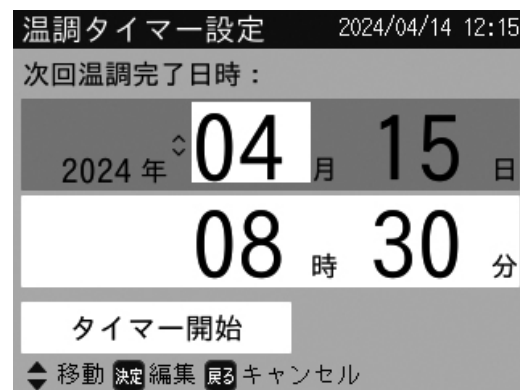 温調タイマー設定 2024/04/14 12:15
次回温調完了日時：
2024 年 04 月 15 日
08 時 30 分
タイマー開始
移動 決定 編集 戻る キャンセル